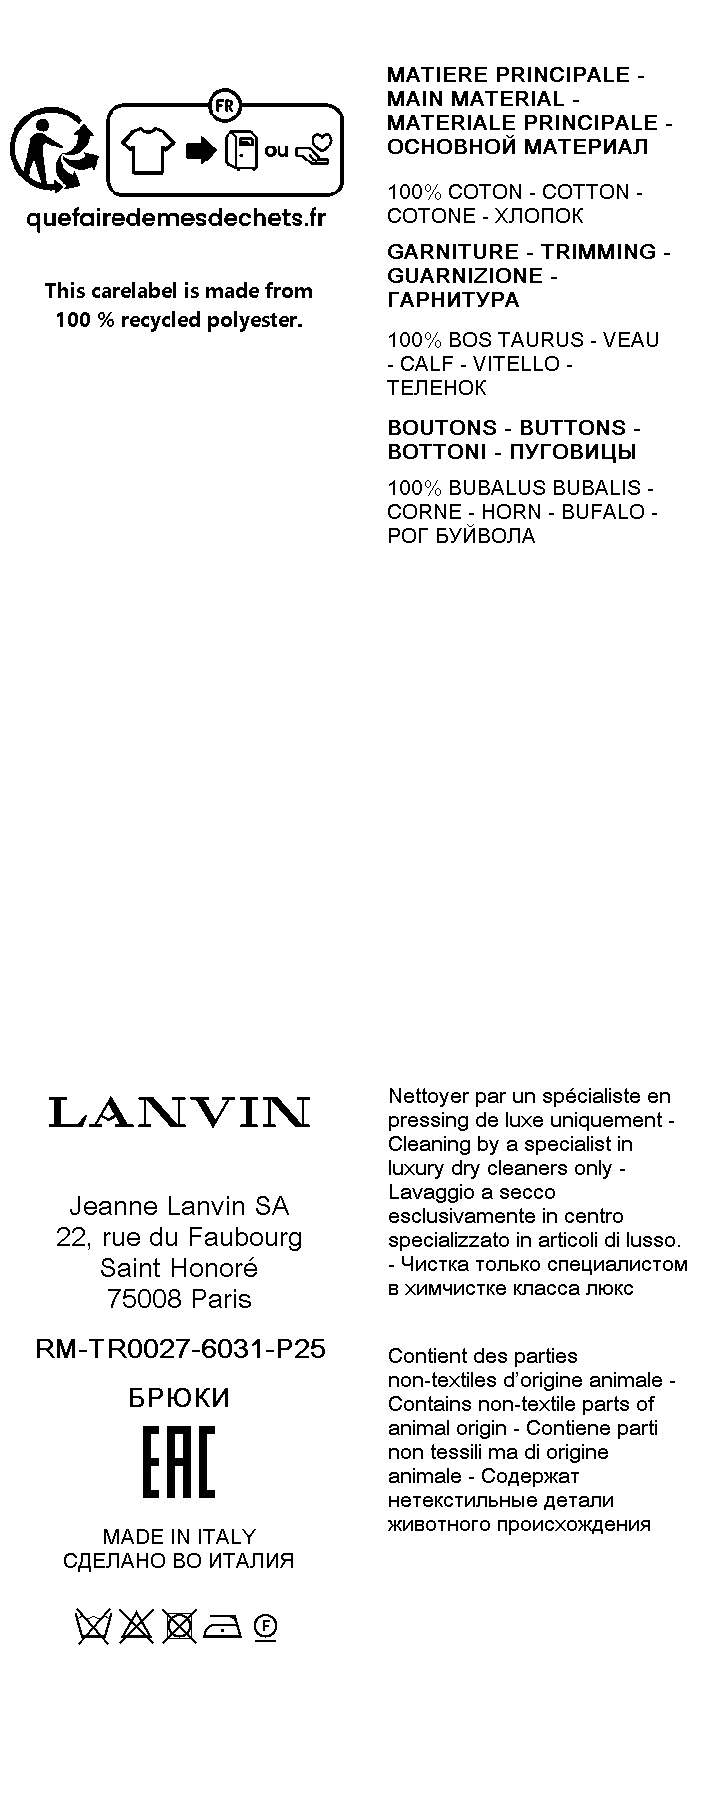 FR
ou
quefairedemesdechets.fr
This carelabel is made from
100 % recycled polyester.
MATIERE PRINCIPALE -
MAIN MATERIAL -
MATERIALE PRINCIPALE -
ОСНОВНОЙ МАТЕРИАЛ
100% COTON - COTTON -
COTONE - ХЛОПОК
GARNITURE - TRIMMING -
GUARNIZIONE -
ГАРНИТУРА
100% BOS TAURUS - VEAU
- CALF - VITELLO -
ТЕЛЕНОК
BOUTONS - BUTTONS -
BOTTONI - ПУГОВИЦЫ
100% BUBALUS BUBALIS -
CORNE - HORN - BUFALO -
РОГ БУЙВОЛА
LANVIN
Jeanne Lanvin SA
22, rue du Faubourg
Saint Honoré
75008 Paris
RM-TR0027-6031-P25
БРЮКИ
EAC
MADE IN ITALY
СДЕЛАНО ВО ИТАЛИЯ
F
Nettoyer par un spécialiste en
pressing de luxe uniquement -
Cleaning by a specialist in
luxury dry cleaners only -
Lavaggio a secco
esclusivamente in centro
specializzato in articoli di lusso.
- Чистка только специалистом
в химчистке класса люкс
Contient des parties
non-textiles d’origine animale -
Contains non-textile parts of
animal origin - Contiene parti
non tessili ma di origine
animale - Содержат
нетекстильные детали
животного происхождения